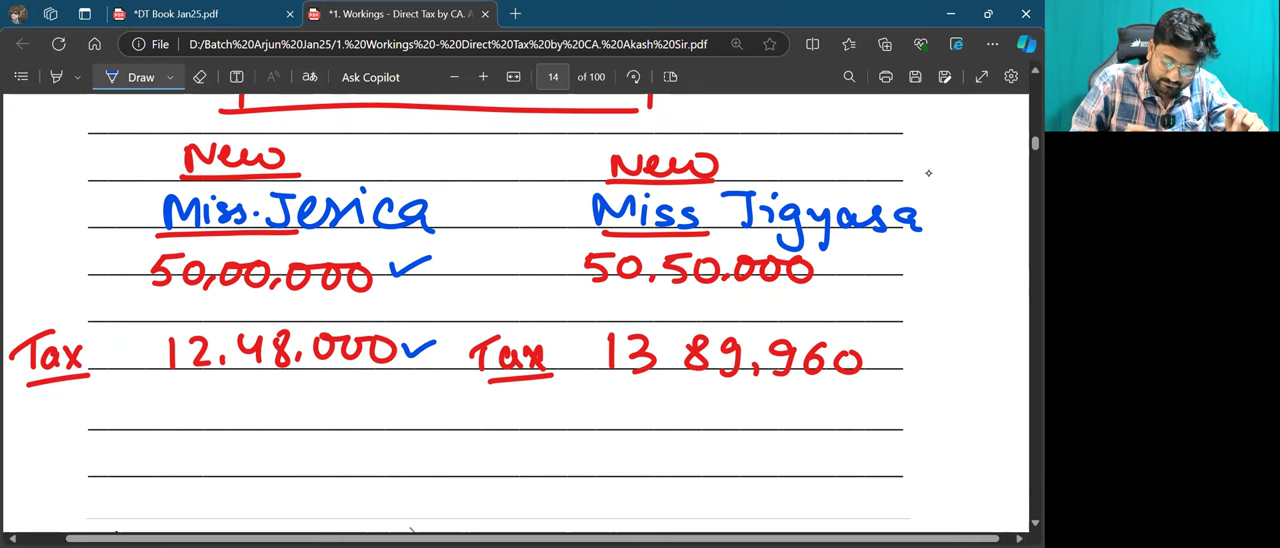 *DT Book Jan25.pdf
*1. Workings - Direct Tax by CA. A
File D:/Batch%20Arjun%20Jan25/1.%20Workings%20-%20Direct%20Tax%20by%20CA.%20Akash%20Sir.pdf
Draw Ask Copilot 14 of 100
New New
Miss. Jesica Miss Jigyasa
50,00,000 50,50,000
Tax 12,48,000 Tax 13 89,960